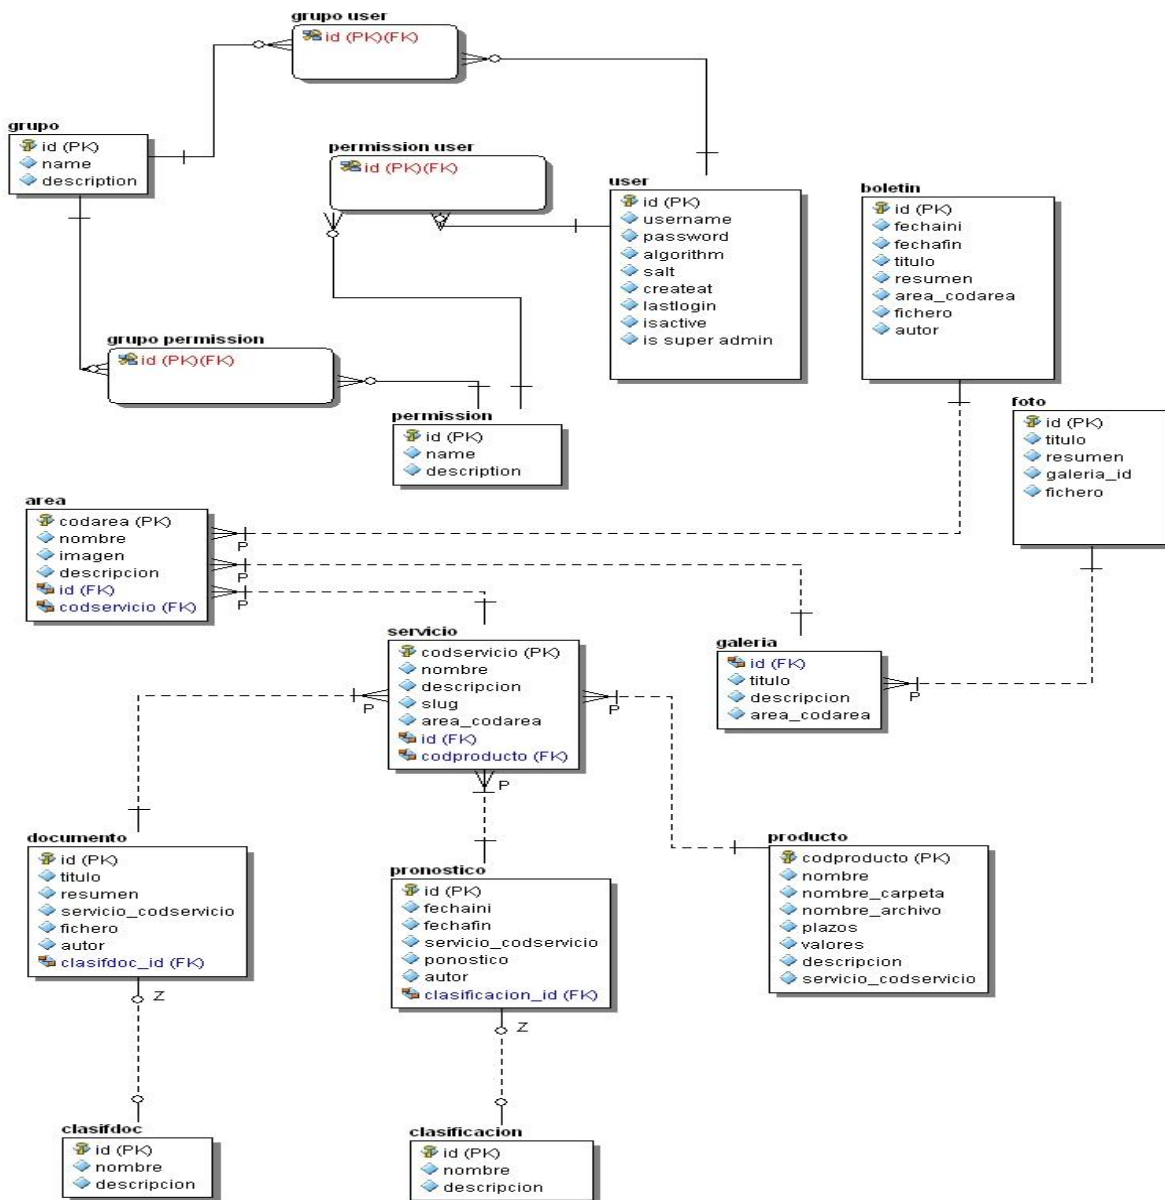 grupo user
id (PK)(FK)
grupo
id (PK)
name
description
permission user
id (PK)(FK)
user
id (PK)
username
password
algorithm
salt
createat
lastlogin
isactive
is super admin
boletin
id (PK)
fechaini
fechafin
titulo
resumen
area_codarea
fichero
autor
grupo permission
id (PK)(FK)
permission
id (PK)
name
description
foto
id (PK)
titulo
resumen
galeria_id
fichero
area
codarea (PK)
nombre
imagen
descripcion
id (FK)
codservicio (FK)
P
P
P
servicio
codservicio (PK)
nombre
descripcion
slug
area_codarea
id (FK)
codproducto (FK)
P
P
P
galeria
id (FK)
titulo
descripcion
area_codarea
P
documento
id (PK)
titulo
resumen
servicio_codservicio
fichero
autor
clasifdoc_id (FK)
Z
pronostico
id (PK)
fechaini
fechafin
servicio_codservicio
ponostico
autor
clasificacion_id (FK)
Z
producto
codproducto (PK)
nombre
nombre_carpeta
nombre_archivo
plazos
valores
descripcion
servicio_codservicio
clasifdoc
id (PK)
nombre
descripcion
clasificacion
id (PK)
nombre
descripcion